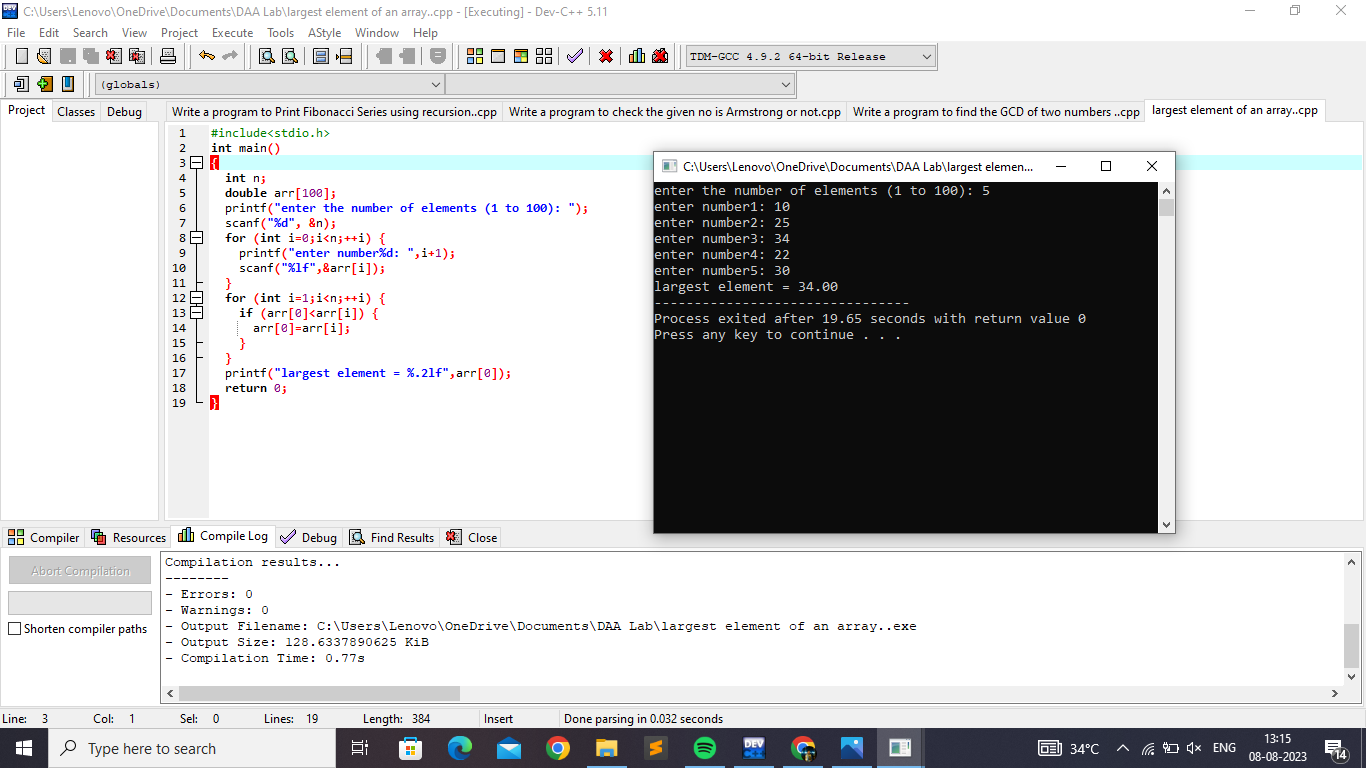 C:\Users\Lenovo\OneDrive\Documents\DAA Lab\largest element of an array..cpp - [Executing] - Dev-C++ 5.11
File Edit Search View Project Execute Tools AStyle Window Help
TDM-GCC 4.9.2 64-bit Release
(globals)
Project Classes Debug
Write a program to Print Fibonacci Series using recursion..cpp Write a program to check the given no is Armstrong or not.cpp Write a program to find the GCD of two numbers ..cpp largest element of an array..cpp
1 #include<stdio.h>
2 int main()
3 {
4 int n;
5 double arr[100];
6 printf("enter the number of elements (1 to 100): ");
7 scanf("%d", &n);
8 for (int i=0;i<n;++i) {
9 printf("enter number%d: ",i+1);
10 scanf("%lf",&arr[i]);
11 }
12 for (int i=1;i<n;++i) {
13 if (arr[0]<arr[i]) {
14 arr[0]=arr[i];
15 }
16 }
17 printf("largest element = %.2lf",arr[0]);
18 return 0;
19 }
C:\Users\Lenovo\OneDrive\Documents\DAA Lab\largest elemen...
enter the number of elements (1 to 100): 5
enter number1: 10
enter number2: 25
enter number3: 34
enter number4: 22
enter number5: 30
largest element = 34.00
--------------------------------
Process exited after 19.65 seconds with return value 0
Press any key to continue . . .
Compiler Resources Compile Log Debug Find Results Close
Abort Compilation
Shorten compiler paths
Compilation results...
--------
- Errors: 0
- Warnings: 0
- Output Filename: C:\Users\Lenovo\OneDrive\Documents\DAA Lab\largest element of an array..exe
- Output Size: 128.6337890625 KiB
- Compilation Time: 0.77s
Line: 3 Col: 1 Sel: 0 Lines: 19 Length: 384 Insert Done parsing in 0.032 seconds
Type here to search
DEV
34°C
ENG
13:15
08-08-2023
14